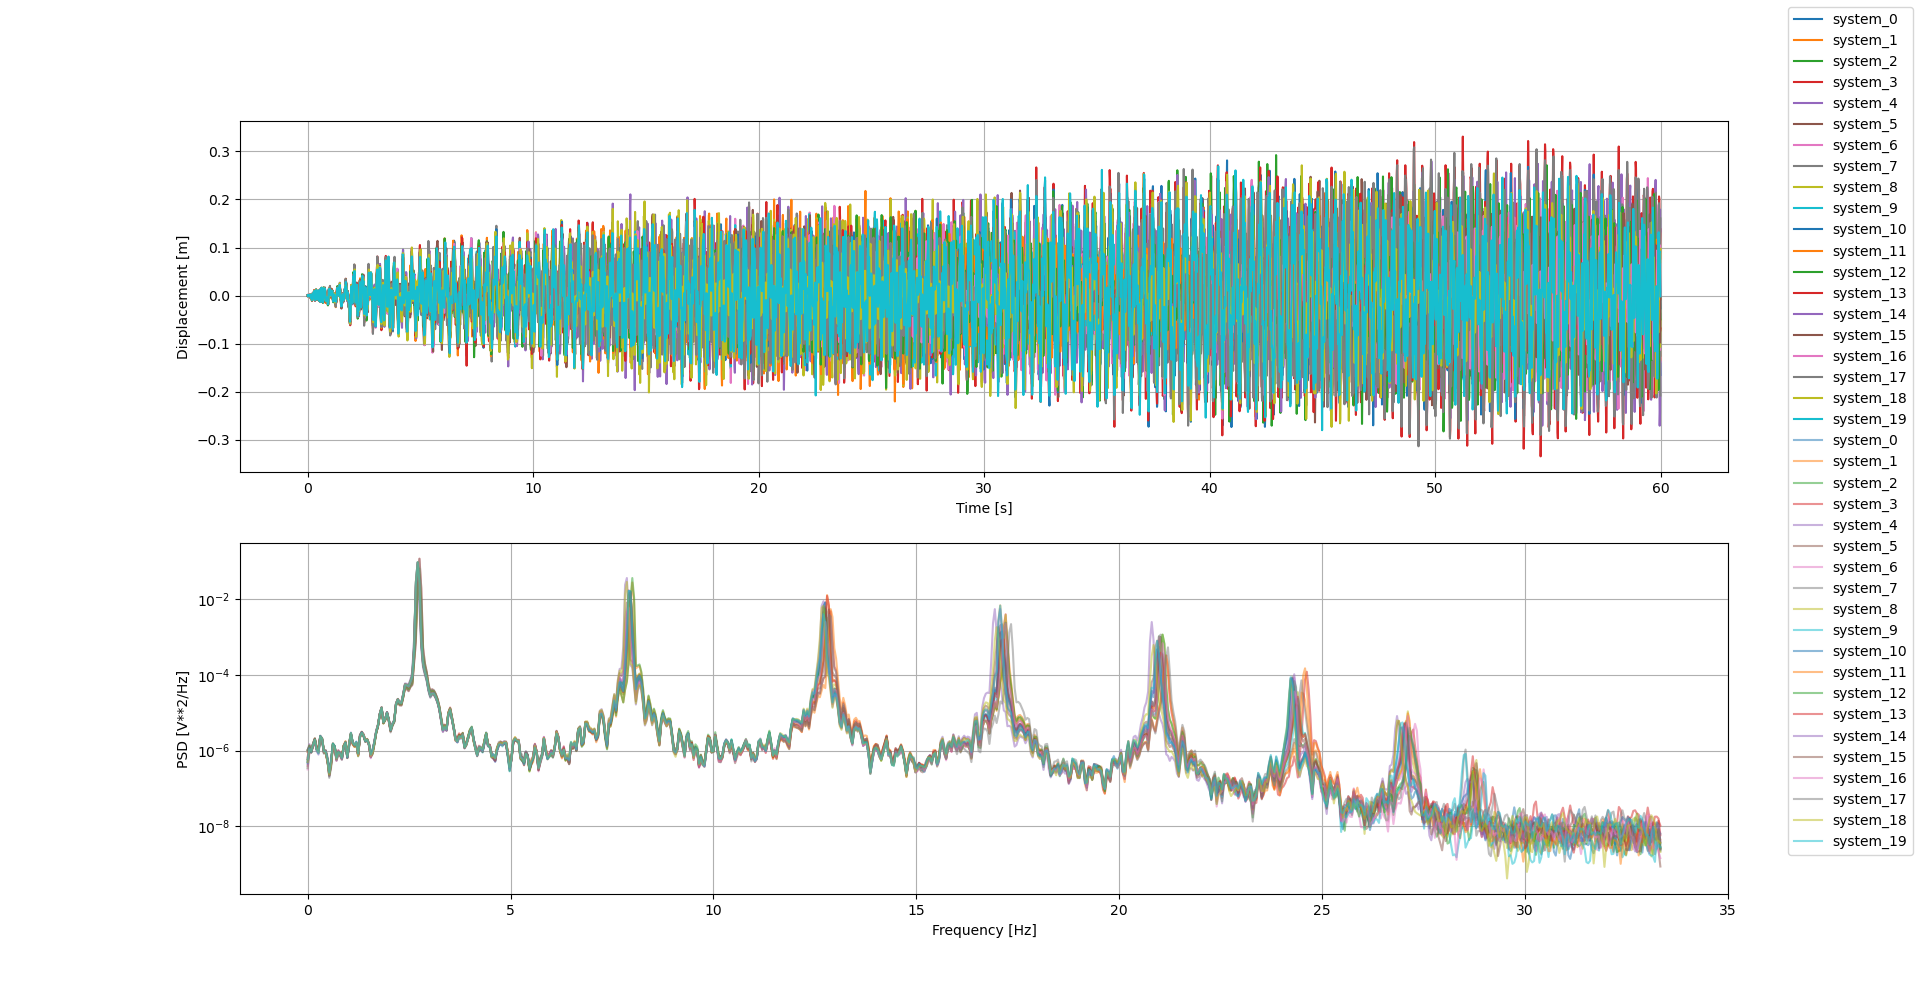 0.3
0.2
0.1
0.0
−0.1
−0.2
−0.3
Displacement [m]
0 10 20 30 40 50 60
Time [s]
10−2
10−4
10−6
10−8
PSD [V**2/Hz]
0 5 10 15 20 25 30 35
Frequency [Hz]
system_0
system_1
system_2
system_3
system_4
system_5
system_6
system_7
system_8
system_9
system_10
system_11
system_12
system_13
system_14
system_15
system_16
system_17
system_18
system_19
system_0
system_1
system_2
system_3
system_4
system_5
system_6
system_7
system_8
system_9
system_10
system_11
system_12
system_13
system_14
system_15
system_16
system_17
system_18
system_19